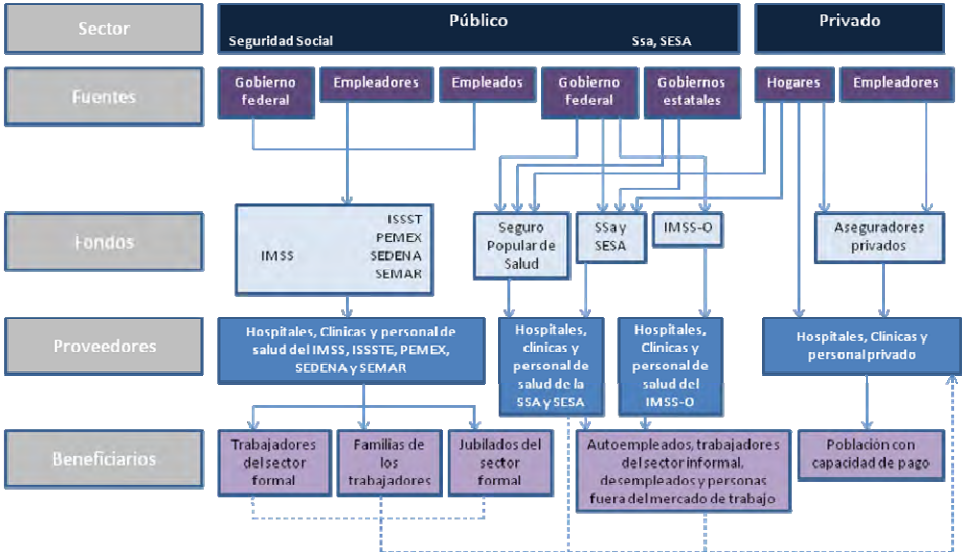 Sector
Público
Seguridad Social
Ssa, SESA
Privado
Fuentes
Gobierno
federal
Empleadores
Empleados
Gobierno
federal
Gobiernos
estatales
Hogares
Empleadores
Fondos
IMSS
ISSST
PEMEX
SEDENA
SEMAR
Seguro
Popular de
Salud
SSa y
SESA
IMSS-O
Aseguradores
privados
Proveedores
Hospitales, Clínicas y personal de
salud del IMSS, ISSSTE, PEMEX,
SEDENA y SEMAR
Hospitales,
clínicas y
personal de
salud de la
SSA y SESA
Hospitales,
Clínicas y
personal de
salud del
IMSS-O
Hospitales, Clínicas y
personal privado
Beneficiarios
Trabajadores
del sector
formal
Familias de
los
trabajadores
Jubilados del
sector
formal
Autoempleados, trabajadores
del sector informal,
desempleados y personas
fuera del mercado de trabajo
Población con
capacidad de pago